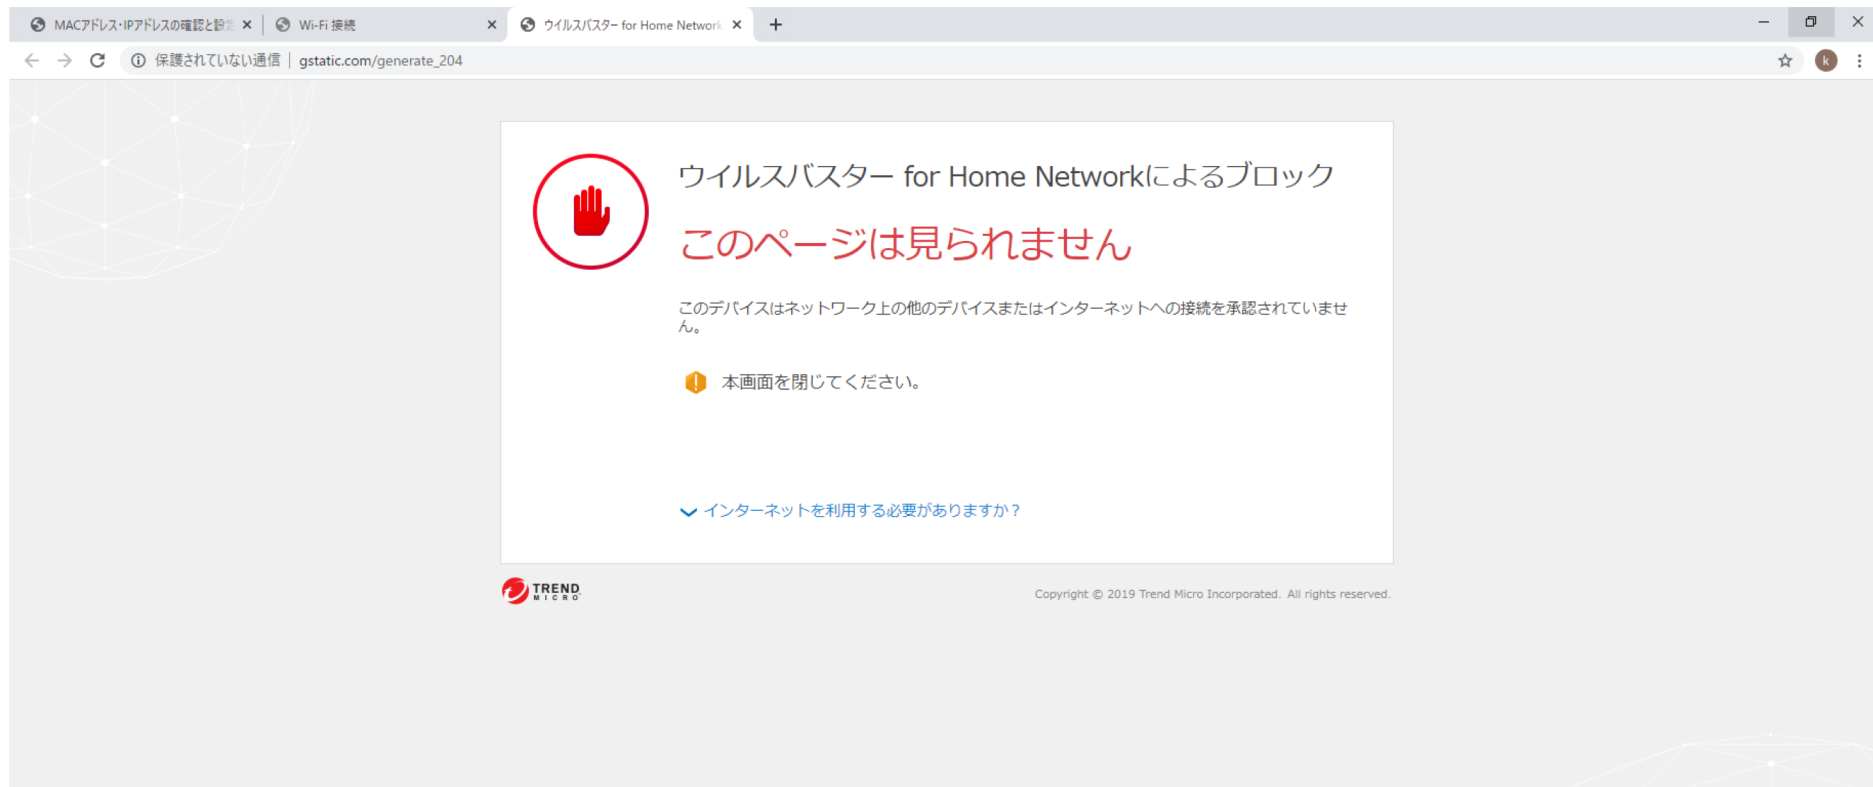 MACアドレス・IPアドレスの確認と設定
Wi-Fi 接続
ウイルスバスター for Home Network
保護されていない通信 | gstatic.com/generate_204
k
ウイルスバスター for Home Networkによるブロック
このページは見られません
このデバイスはネットワーク上の他のデバイスまたはインターネットへの接続を承認されていませ
ん。
本画面を閉じてください。
インターネットを利用する必要がありますか？
TREND
MICRO
Copyright © 2019 Trend Micro Incorporated. All rights reserved.